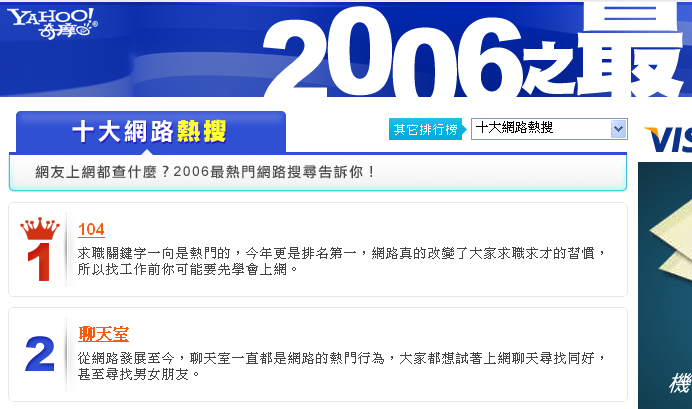 YAHOO!
奇摩
®
2006之最
十大網路熱搜
其它排行榜
十大網路熱搜
VIS
網友上網都查什麼？2006最熱門網路搜尋告訴你！
1
104
求職關鍵字一向是熱門的，今年更是排名第一，網路真的改變了大家求職求才的習慣，
所以找工作前你可能要先學會上網。
2
聊天室
從網路發展至今，聊天室一直都是網路的熱門行為，大家都想試著上網聊天尋找同好，
甚至尋找男女朋友。
機